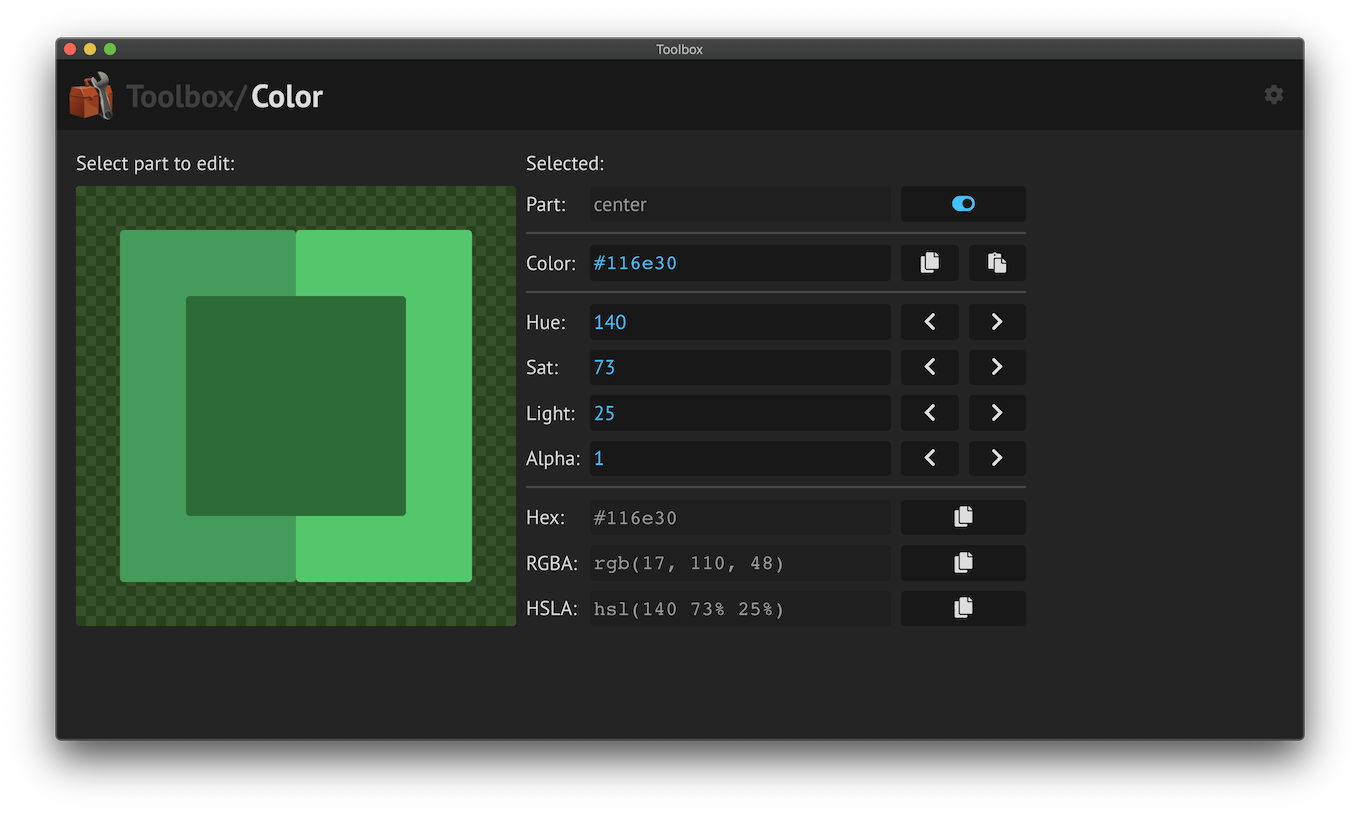 Toolbox
Toolbox/ Color
Select part to edit:
Selected:
Part: center
Color: #116e30
Hue: 140
Sat: 73
Light: 25
Alpha: 1
Hex: #116e30
RGBA: rgb(17, 110, 48)
HSLA: hsl(140 73% 25%)